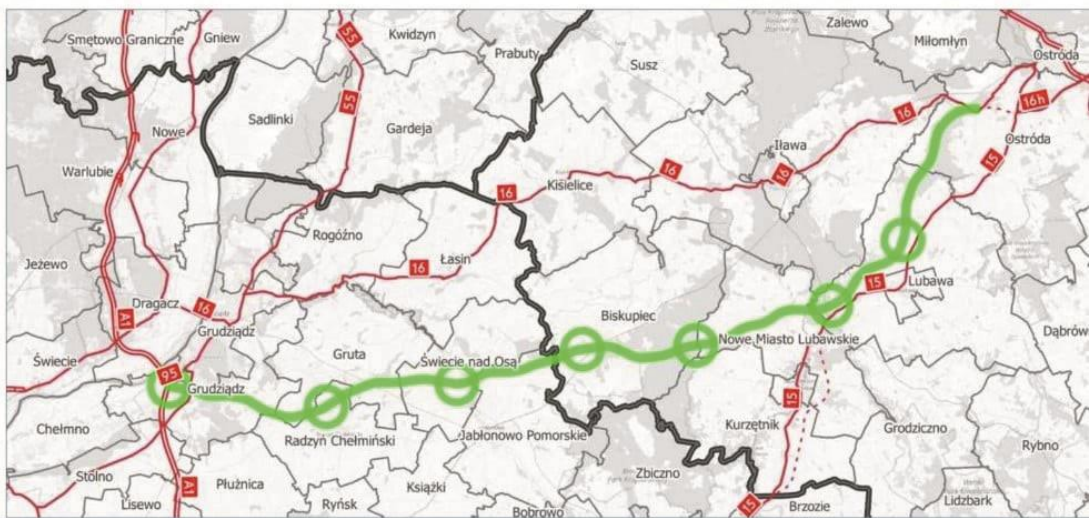 Zalewo
Kwidzyn
Smętowo Graniczne
Gniew
55
Miłomłyn
Prabuty
Ostróda
Susz
55
16h
Sadlinki
16
Nowe
Gardeja
Ostróda
Iława
15
Warlubie
16
16
Kisielice
16
Rogóźno
Łasin
Jeżewo
16
Dragacz
16
15
Lubawa
A1
Biskupiec
Grudziądz
Dąbrów
Świecie
Gruta
Świecie nad Osą
Nowe Miasto Lubawskie
95
Grudziądz
15
Chełmno
Kurzętnik
Grodziczno
Radzyń Chełmiński
Jabłonowo Pomorskie
Rybno
Stolno
Zbiczno
Płużnica
Książki
A1
Lidzbark
Lisewo
Ryńsk
15
Brzozie
Bobrowo